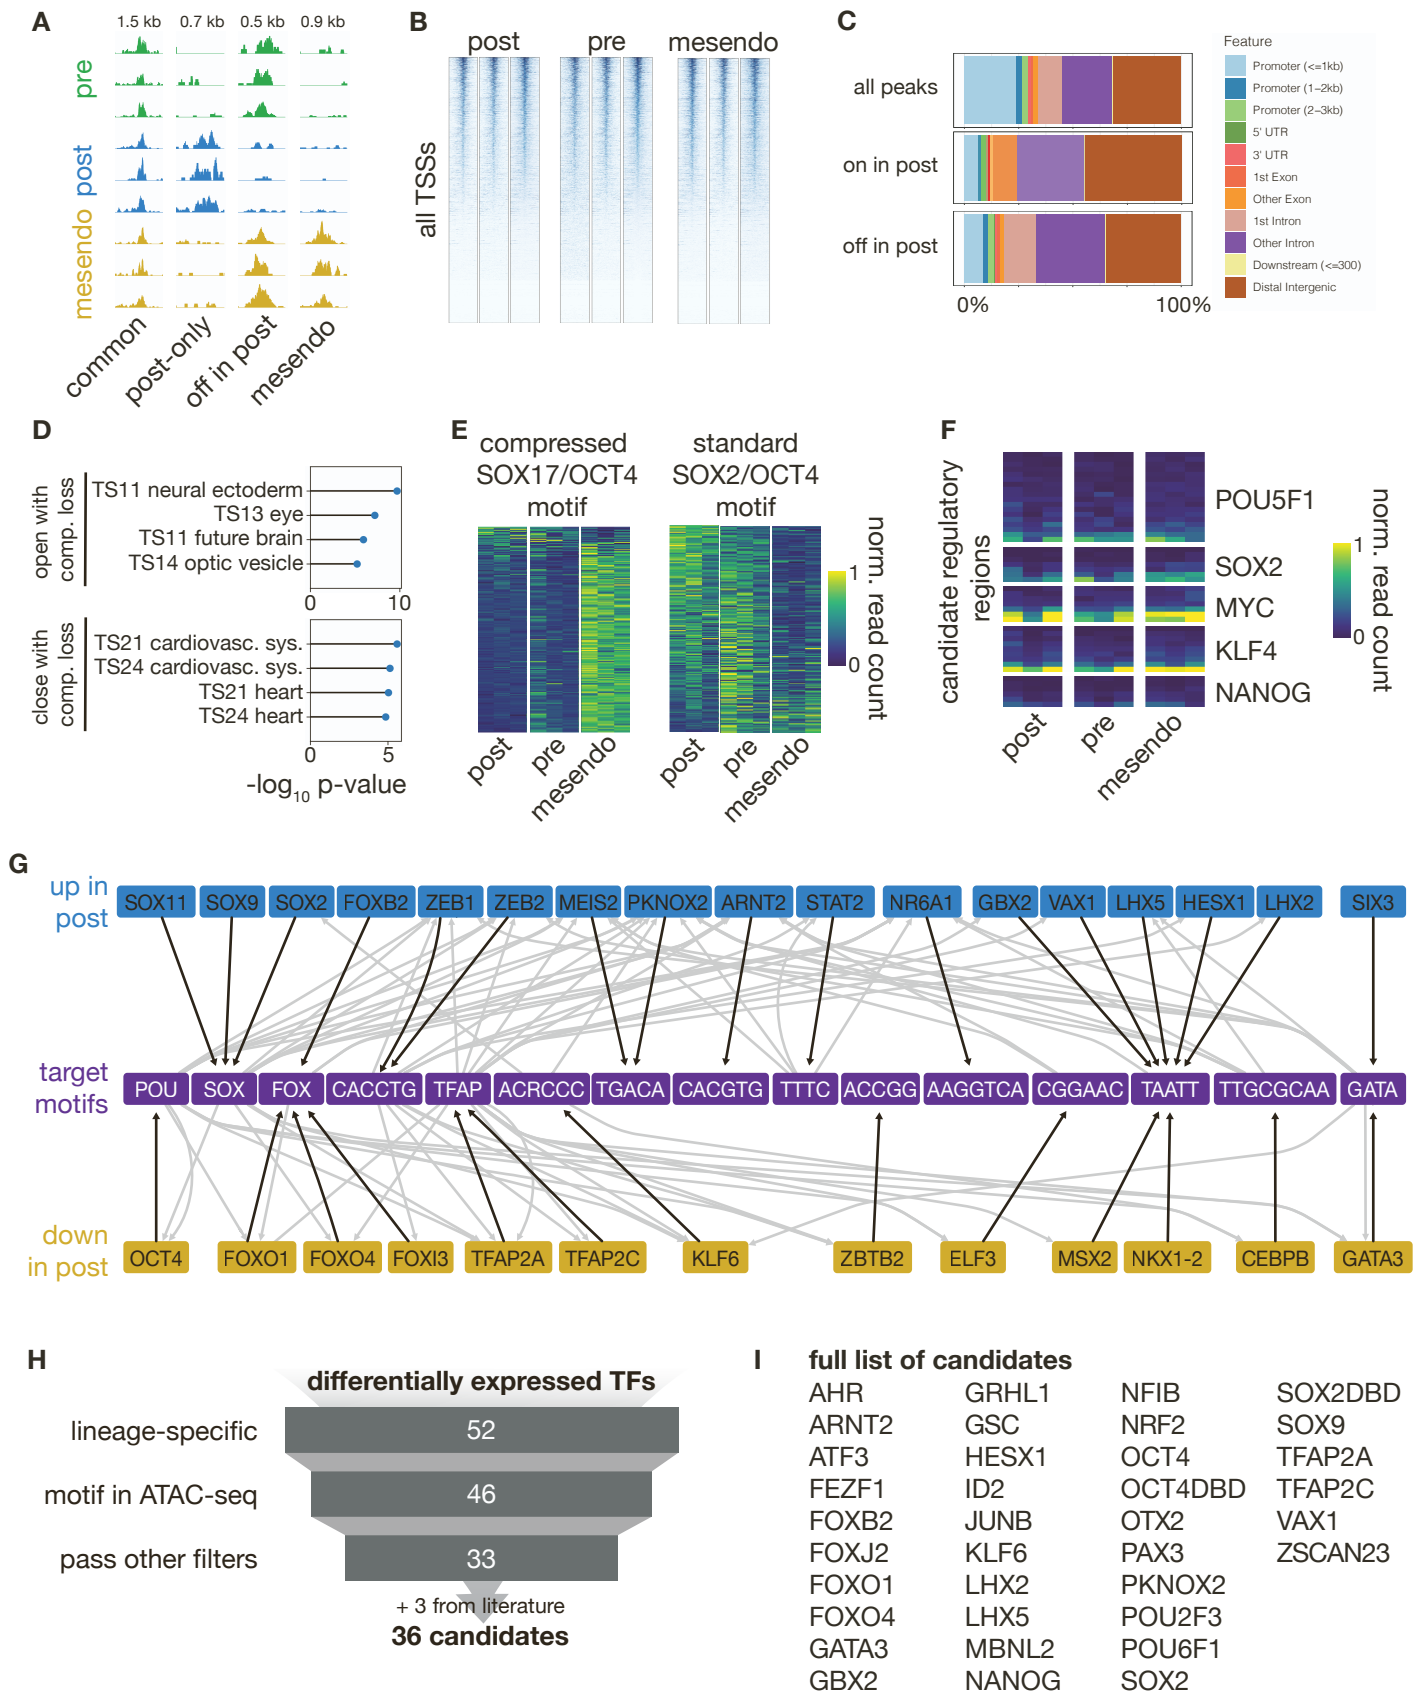 A
1.5 kb 0.7 kb 0.5 kb 0.9 kb
pre
post
mesendo
common
post-only
off in post
mesendo
B
post pre mesendo
all TSSs
C
all peaks
on in post
off in post
0% 100%
Feature
Promoter (<=1kb)
Promoter (1–2kb)
Promoter (2–3kb)
5' UTR
3' UTR
1st Exon
Other Exon
1st Intron
Other Intron
Downstream (<=300)
Distal Intergenic
D
open with
comp. loss
TS11 neural ectoderm
TS13 eye
TS11 future brain
TS14 optic vesicle
0 10
close with
comp. loss
TS21 cardiovasc. sys.
TS24 cardiovasc. sys.
TS21 heart
TS24 heart
0 5
-log10 p-value
E
compressed
SOX17/OCT4
motif
standard
SOX2/OCT4
motif
post
pre
mesendo
post
pre
mesendo
1
0
norm. read count
F
candidate regulatory
regions
POU5F1
SOX2
MYC
KLF4
NANOG
post
pre
mesendo
1
0
norm. read count
G
up in
post
SOX11 SOX9 SOX2 FOXB2 ZEB1 ZEB2 MEIS2 PKNOX2 ARNT2 STAT2 NR6A1 GBX2 VAX1 LHX5 HESX1 LHX2 SIX3
target
motifs
POU SOX FOX CACCTG TFAP ACRCCC TGACA CACGTG TTTC ACCGG AAGGTCA CGGAAC TAATT TTGCGCAA GATA
down
in post
OCT4 FOXO1 FOXO4 FOXI3 TFAP2A TFAP2C KLF6 ZBTB2 ELF3 MSX2 NKX1-2 CEBPB GATA3
H
differentially expressed TFs
lineage-specific 52
motif in ATAC-seq 46
pass other filters 33
+ 3 from literature
36 candidates
I
full list of candidates
AHR GRHL1 NFIB SOX2DBD
ARNT2 GSC NRF2 SOX9
ATF3 HESX1 OCT4 TFAP2A
FEZF1 ID2 OCT4DBD TFAP2C
FOXB2 JUNB OTX2 VAX1
FOXJ2 KLF6 PAX3 ZSCAN23
FOXO1 LHX2 PKNOX2
FOXO4 LHX5 POU2F3
GATA3 MBNL2 POU6F1
GBX2 NANOG SOX2